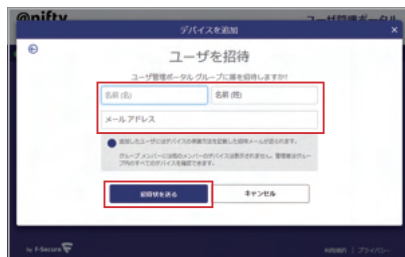 @nifty
ユーザ管理ポータル
デバイスを追加
×
ユーザを招待
ユーザ管理ポータル グループに誰を招待しますか?
名前 (名)
名前 (姓)
メール アドレス
追加したユーザにはデバイスの保護方法を記載した招待メールが送られます。
グループ メンバーには他のメンバーのデバイスは表示されません。管理者はグループ内のすべてのデバイスを確認できます。
招待状を送る
キャンセル
by F-Secure
利用規約 | プライバシー